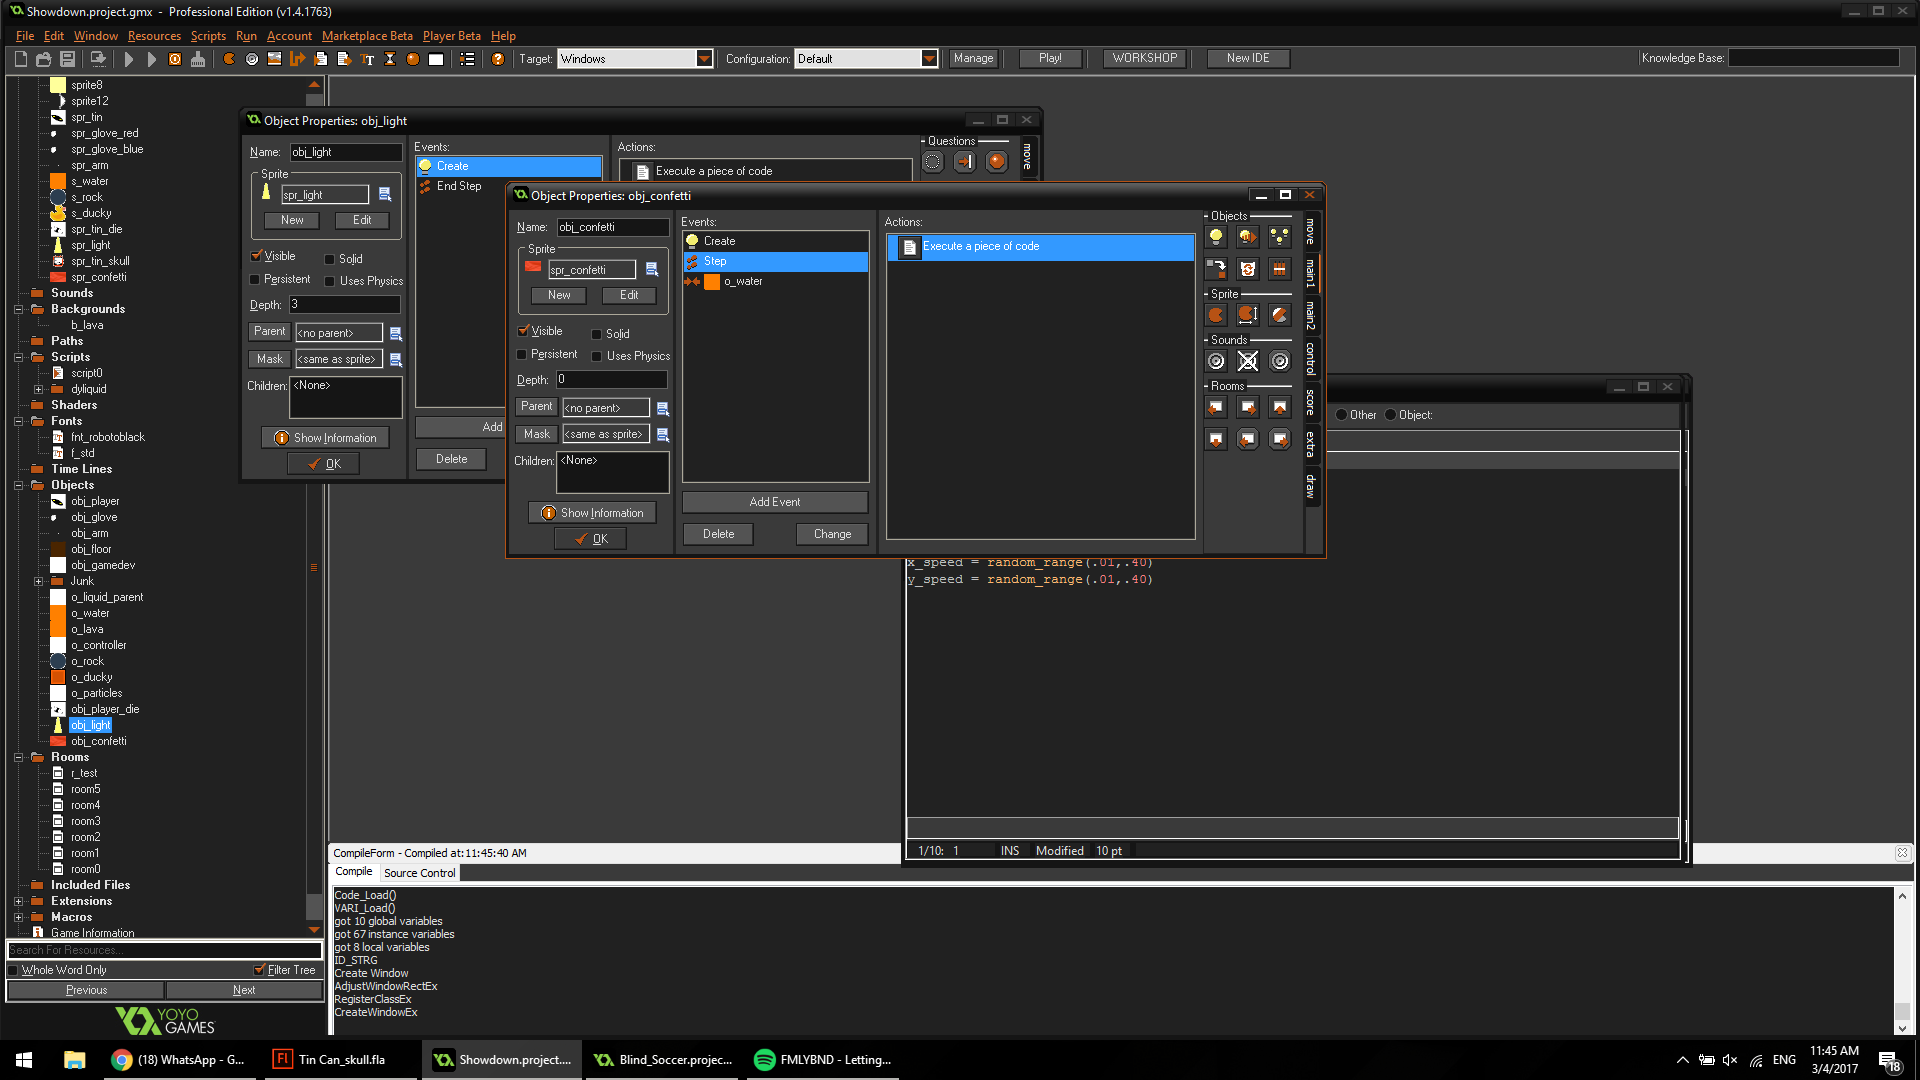 Showdown.project.gmx - Professional Edition (v1.4.1763)
File Edit Window Resources Scripts Run Account Marketplace Beta Player Beta Help
Target: Windows Configuration: Default Manage Play! WORKSHOP New IDE Knowledge Base:
sprite8
sprite12
spr_tin
spr_glove_red
spr_glove_blue
spr_arm
s_water
s_rock
s_ducky
spr_tin_die
spr_light
spr_tin_skull
spr_confetti
Sounds
Backgrounds
b_lava
Paths
Scripts
script0
dyliquid
Shaders
Fonts
fnt_robotoblack
f_std
Time Lines
Objects
obj_player
obj_glove
obj_arm
obj_floor
obj_gamedev
Junk
o_liquid_parent
o_water
o_lava
o_controller
o_rock
o_ducky
o_particles
obj_player_die
obj_light
obj_confetti
Rooms
r_test
room5
room4
room3
room2
room1
room0
Included Files
Extensions
Macros
Game Information
Search For Resources...
Whole Word Only Filter Tree
Previous Next
YOYO
GAMES
Object Properties: obj_light
Name: obj_light
Sprite
spr_light
New Edit
Visible Solid
Persistent Uses Physics
Depth: 3
Parent <no parent>
Mask <same as sprite>
Children: <None>
Show Information
OK
Events:
Create
End Step
Add
Delete
Actions:
Execute a piece of code
Questions
move
Object Properties: obj_confetti
Name: obj_confetti
Sprite
spr_confetti
New Edit
Visible Solid
Persistent Uses Physics
Depth: 0
Parent <no parent>
Mask <same as sprite>
Children: <None>
Show Information
OK
Events:
Create
Step
o_water
Add Event
Delete Change
Actions:
Execute a piece of code
Objects
Sprite
Sounds
Rooms
move
main1
main2
control
score
extra
draw
Other Object:
x_speed = random_range(.01,.40)
y_speed = random_range(.01,.40)
1/10: 1 INS Modified 10 pt
CompileForm - Compiled at:11:45:40 AM
Compile Source Control
Code_Load()
VARI_Load()
got 10 global variables
got 67 instance variables
got 8 local variables
ID_STRG
Create Window
AdjustWindowRectEx
RegisterClassEx
CreateWindowEx
(18) WhatsApp - G...
Fl Tin Can_skull.fla
Showdown.project....
Blind_Soccer.projec...
FMLYBND - Letting...
ENG
11:45 AM
3/4/2017
18